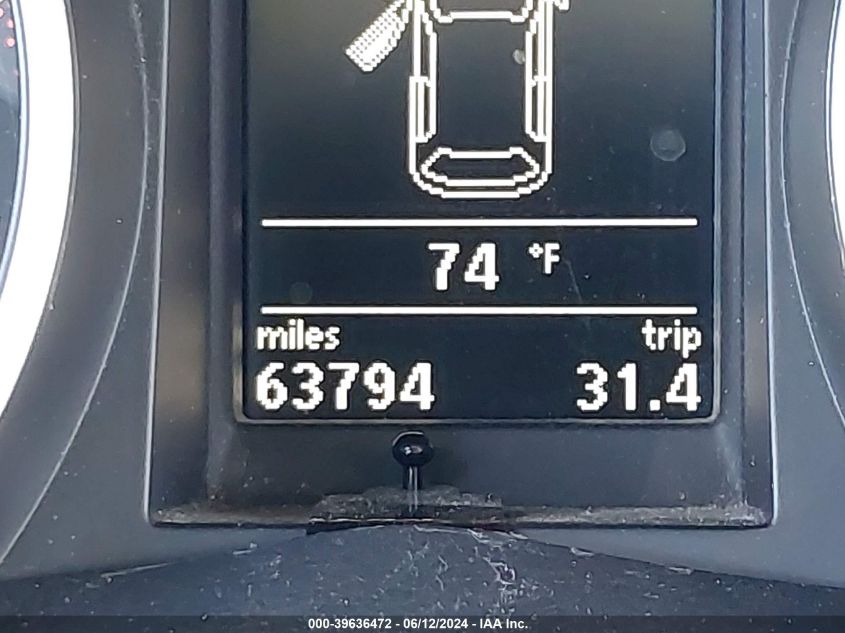 74 °F
miles trip
63794 31.4
000-39636472 - 06/12/2024 - IAA Inc.